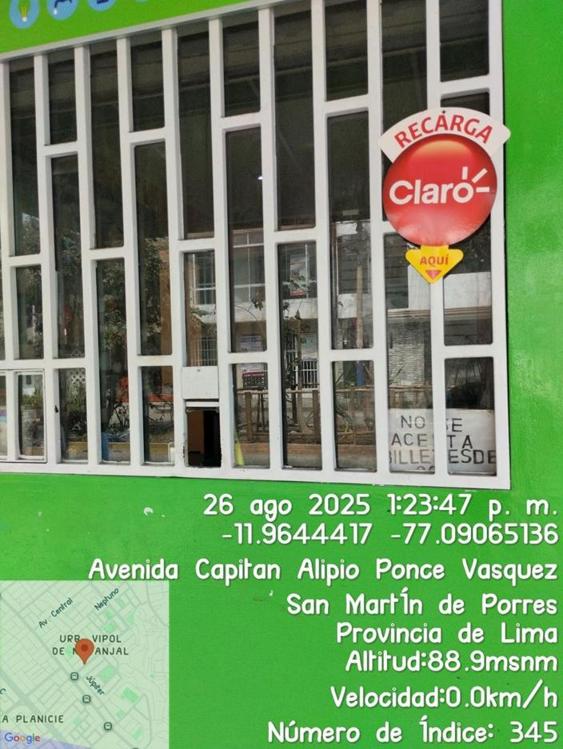 RECARGA
Claro
AQUÍ
NO SE
ACEPTA
BILLETES DE
26 ago 2025 1:23:47 p. m.
-11.9644417 -77.09065136
Avenida Capitan Alipio Ponce Vasquez
San Martín de Porres
Provincia de Lima
Altitud:88.9msnm
Velocidad:0.0km/h
Número de Índice: 345
Av. Central
Neptuno
URB. VIPOL
DE NARANJAL
Júpiter
A PLANICIE
Google